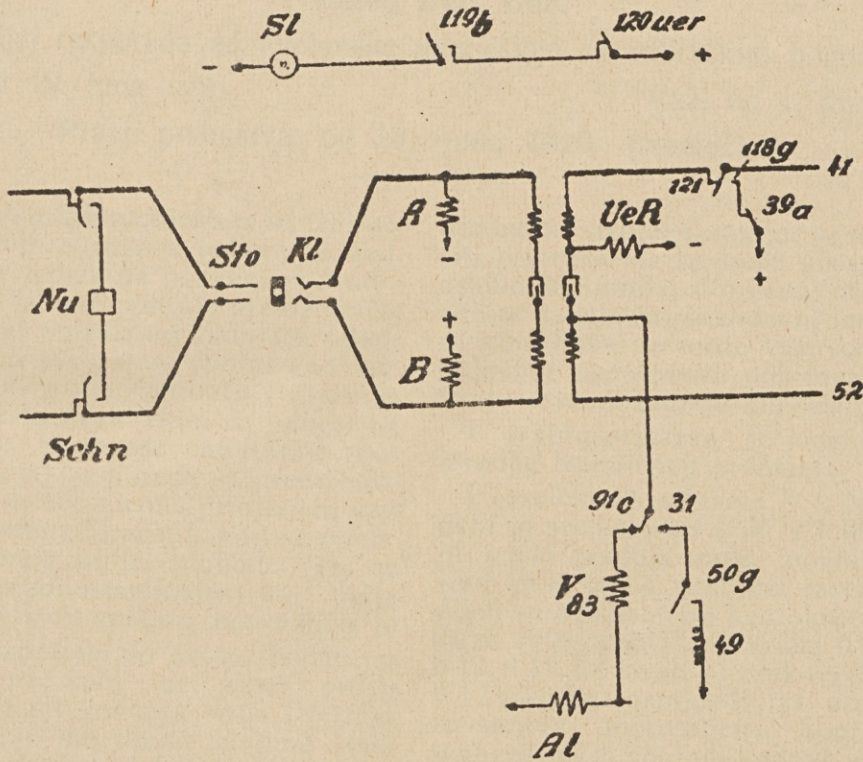 Sl 119b 120uer
- n. +
118g
121 41
A UeR 39a
Sto Kl
- - +
Nu
+
B
52
Schn
91c 31
V 83 50g
49
Al